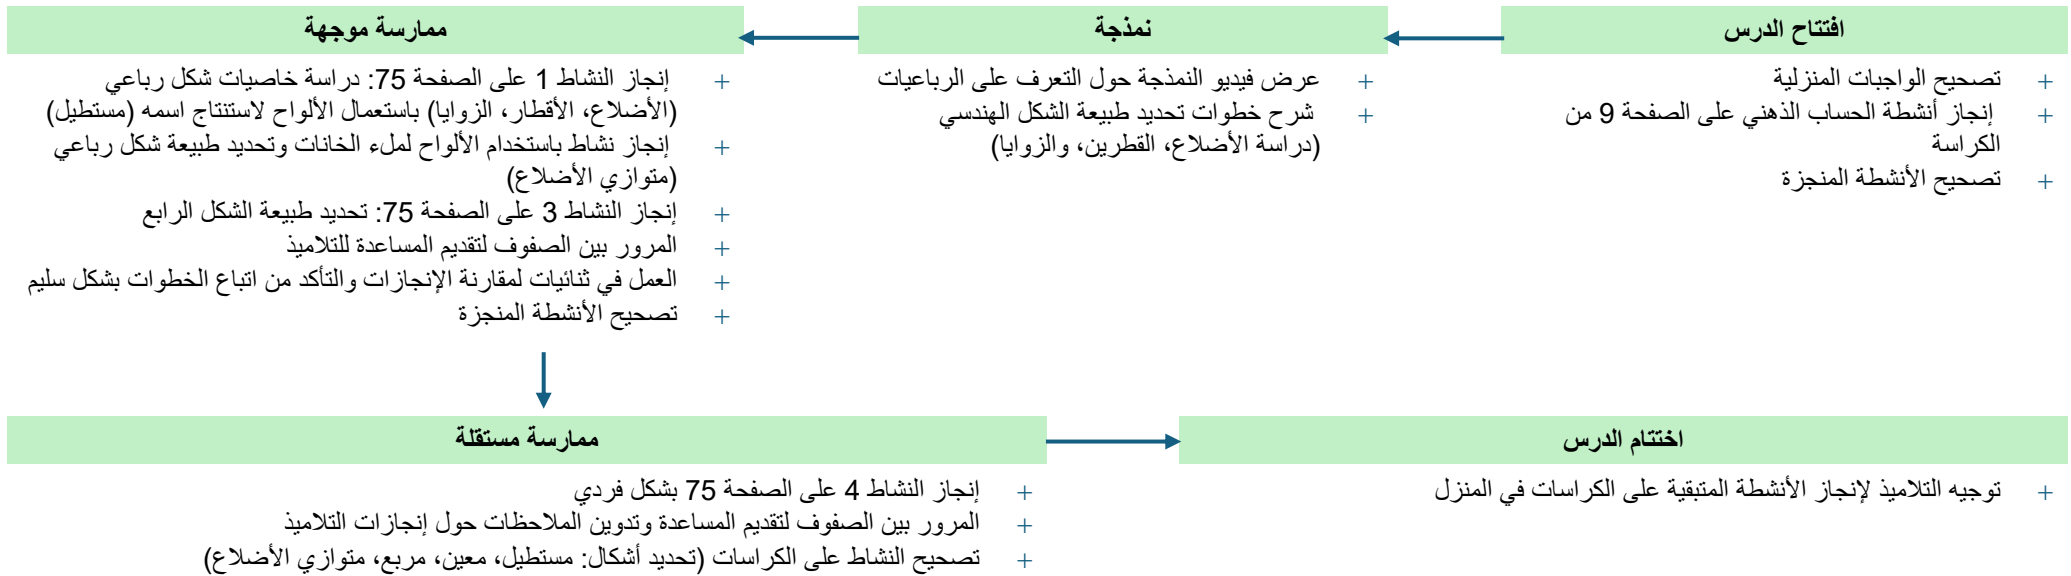 افتتاح الدرس
+ تصحيح الواجبات المنزلية
+ إنجاز أنشطة الحساب الذهني على الصفحة 9 من
الكراسة
+ تصحيح الأنشطة المنجزة
نمذجة
+ عرض فيديو النمذجة حول التعرف على الرباعيات
+ شرح خطوات تحديد طبيعة الشكل الهندسي
(دراسة الأضلاع، القطرين، والزوايا)
ممارسة موجهة
+ إنجاز النشاط 1 على الصفحة 75: دراسة خاصيات شكل رباعي
(الأضلاع، الأقطار، الزوايا) باستعمال الألواح لاستنتاج اسمه (مستطيل)
+ إنجاز نشاط باستخدام الألواح لملء الخانات وتحديد طبيعة شكل رباعي
(متوازي الأضلاع)
+ إنجاز النشاط 3 على الصفحة 75: تحديد طبيعة الشكل الرابع
+ المرور بين الصفوف لتقديم المساعدة للتلاميذ
+ العمل في ثنائيات لمقارنة الإنجازات والتأكد من اتباع الخطوات بشكل سليم
+ تصحيح الأنشطة المنجزة
ممارسة مستقلة
+ إنجاز النشاط 4 على الصفحة 75 بشكل فردي
+ المرور بين الصفوف لتقديم المساعدة وتدوين الملاحظات حول إنجازات التلاميذ
+ تصحيح النشاط على الكراسات (تحديد أشكال: مستطيل، معين، مربع، متوازي الأضلاع)
اختتام الدرس
+ توجيه التلاميذ لإنجاز الأنشطة المتبقية على الكراسات في المنزل